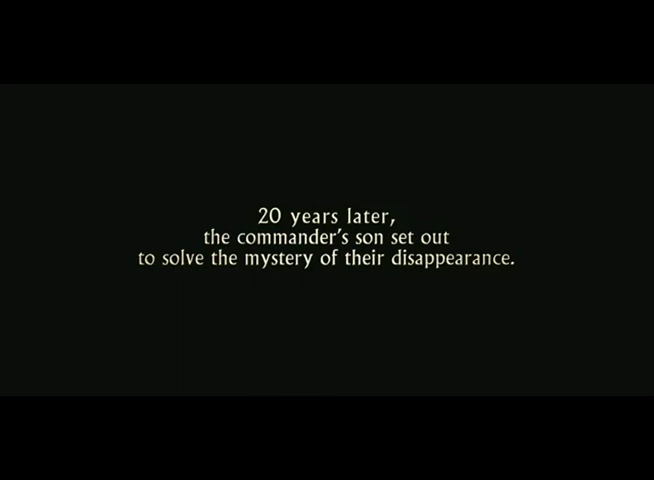 20 years later,
the commander's son set out
to solve the mystery of their disappearance.